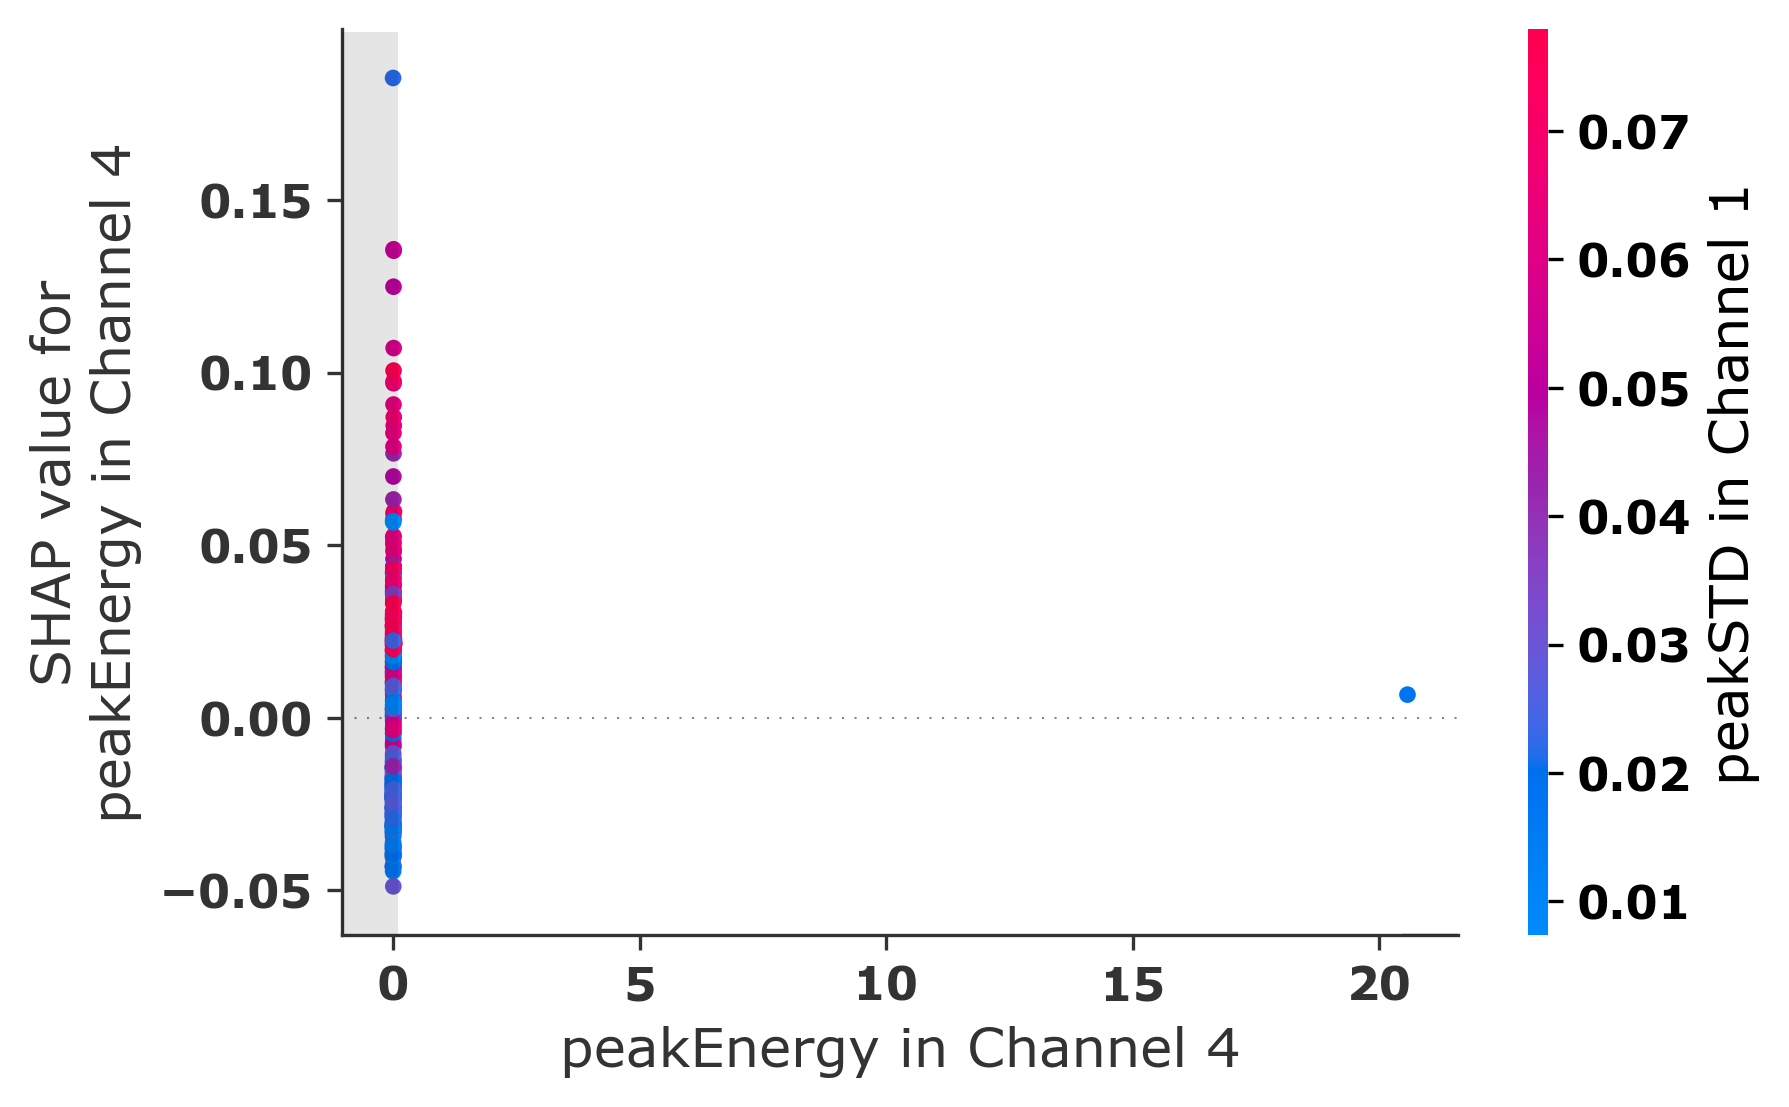 SHAP value for
peakEnergy in Channel 4
0.15
0.10
0.05
0.00
−0.05
0 5 10 15 20
peakEnergy in Channel 4
0.07
0.06
0.05
0.04
0.03
0.02
0.01
peakSTD in Channel 1